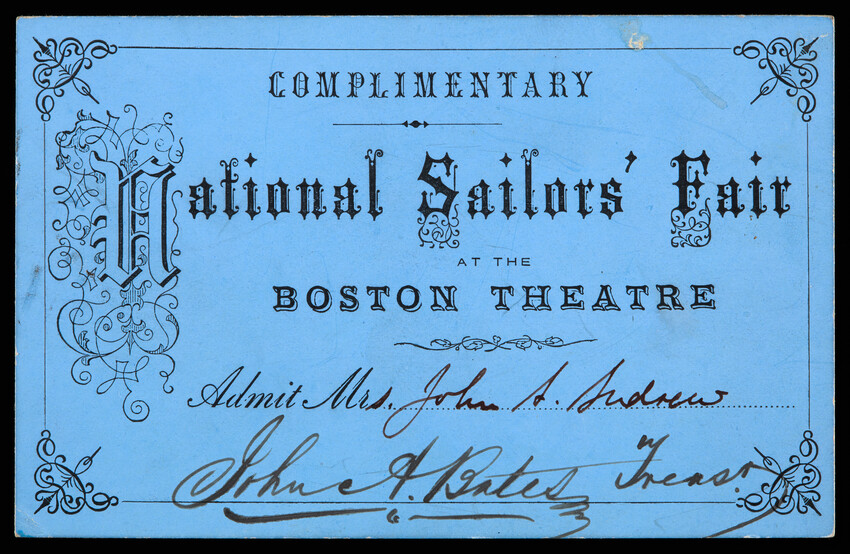 COMPLIMENTARY
National Sailors' Fair
AT THE
BOSTON THEATRE
Admit Mrs. John A. Andrew
John A. Bates Treasr.